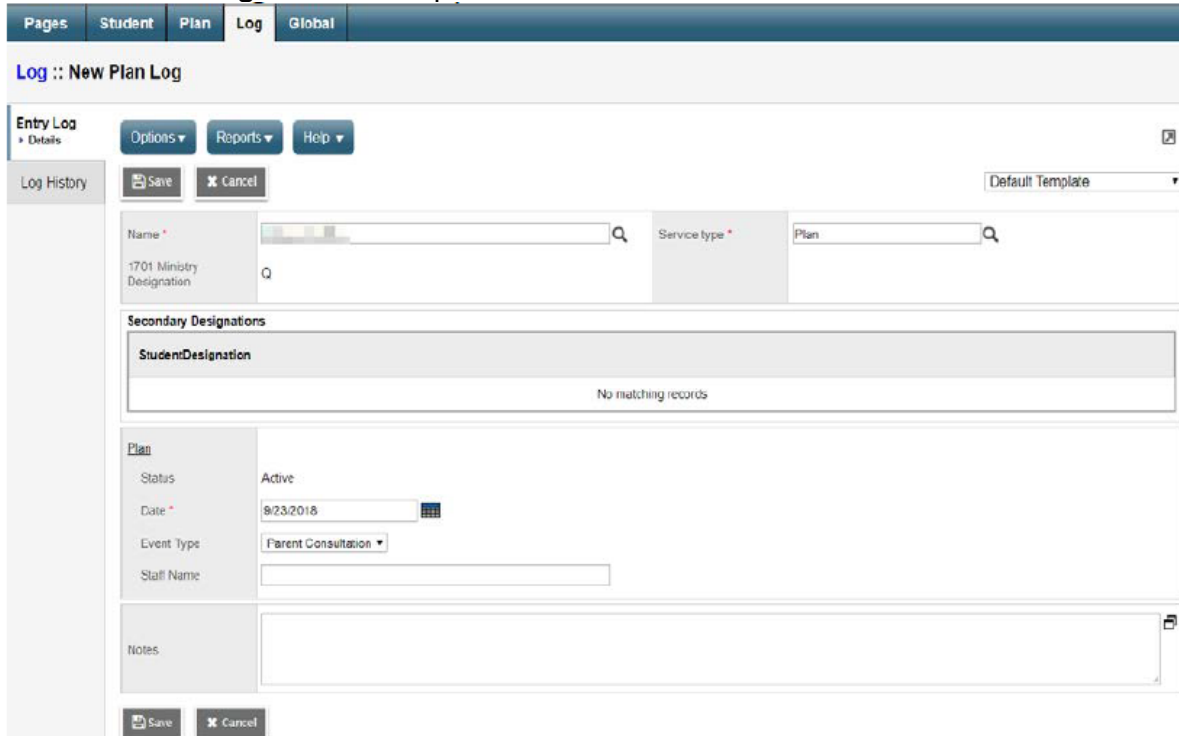 Pages Student Plan Log Global
Log :: New Plan Log
Entry Log
Details
Options Reports Help
Log History
Save Cancel Default Template
Name * Service type * Plan
1701 Ministry
Designation
Q
Secondary Designations
StudentDesignation
No matching records
Plan
Status Active
Date * 9/23/2018
Event Type Parent Consultation
Staff Name
Notes
Save Cancel